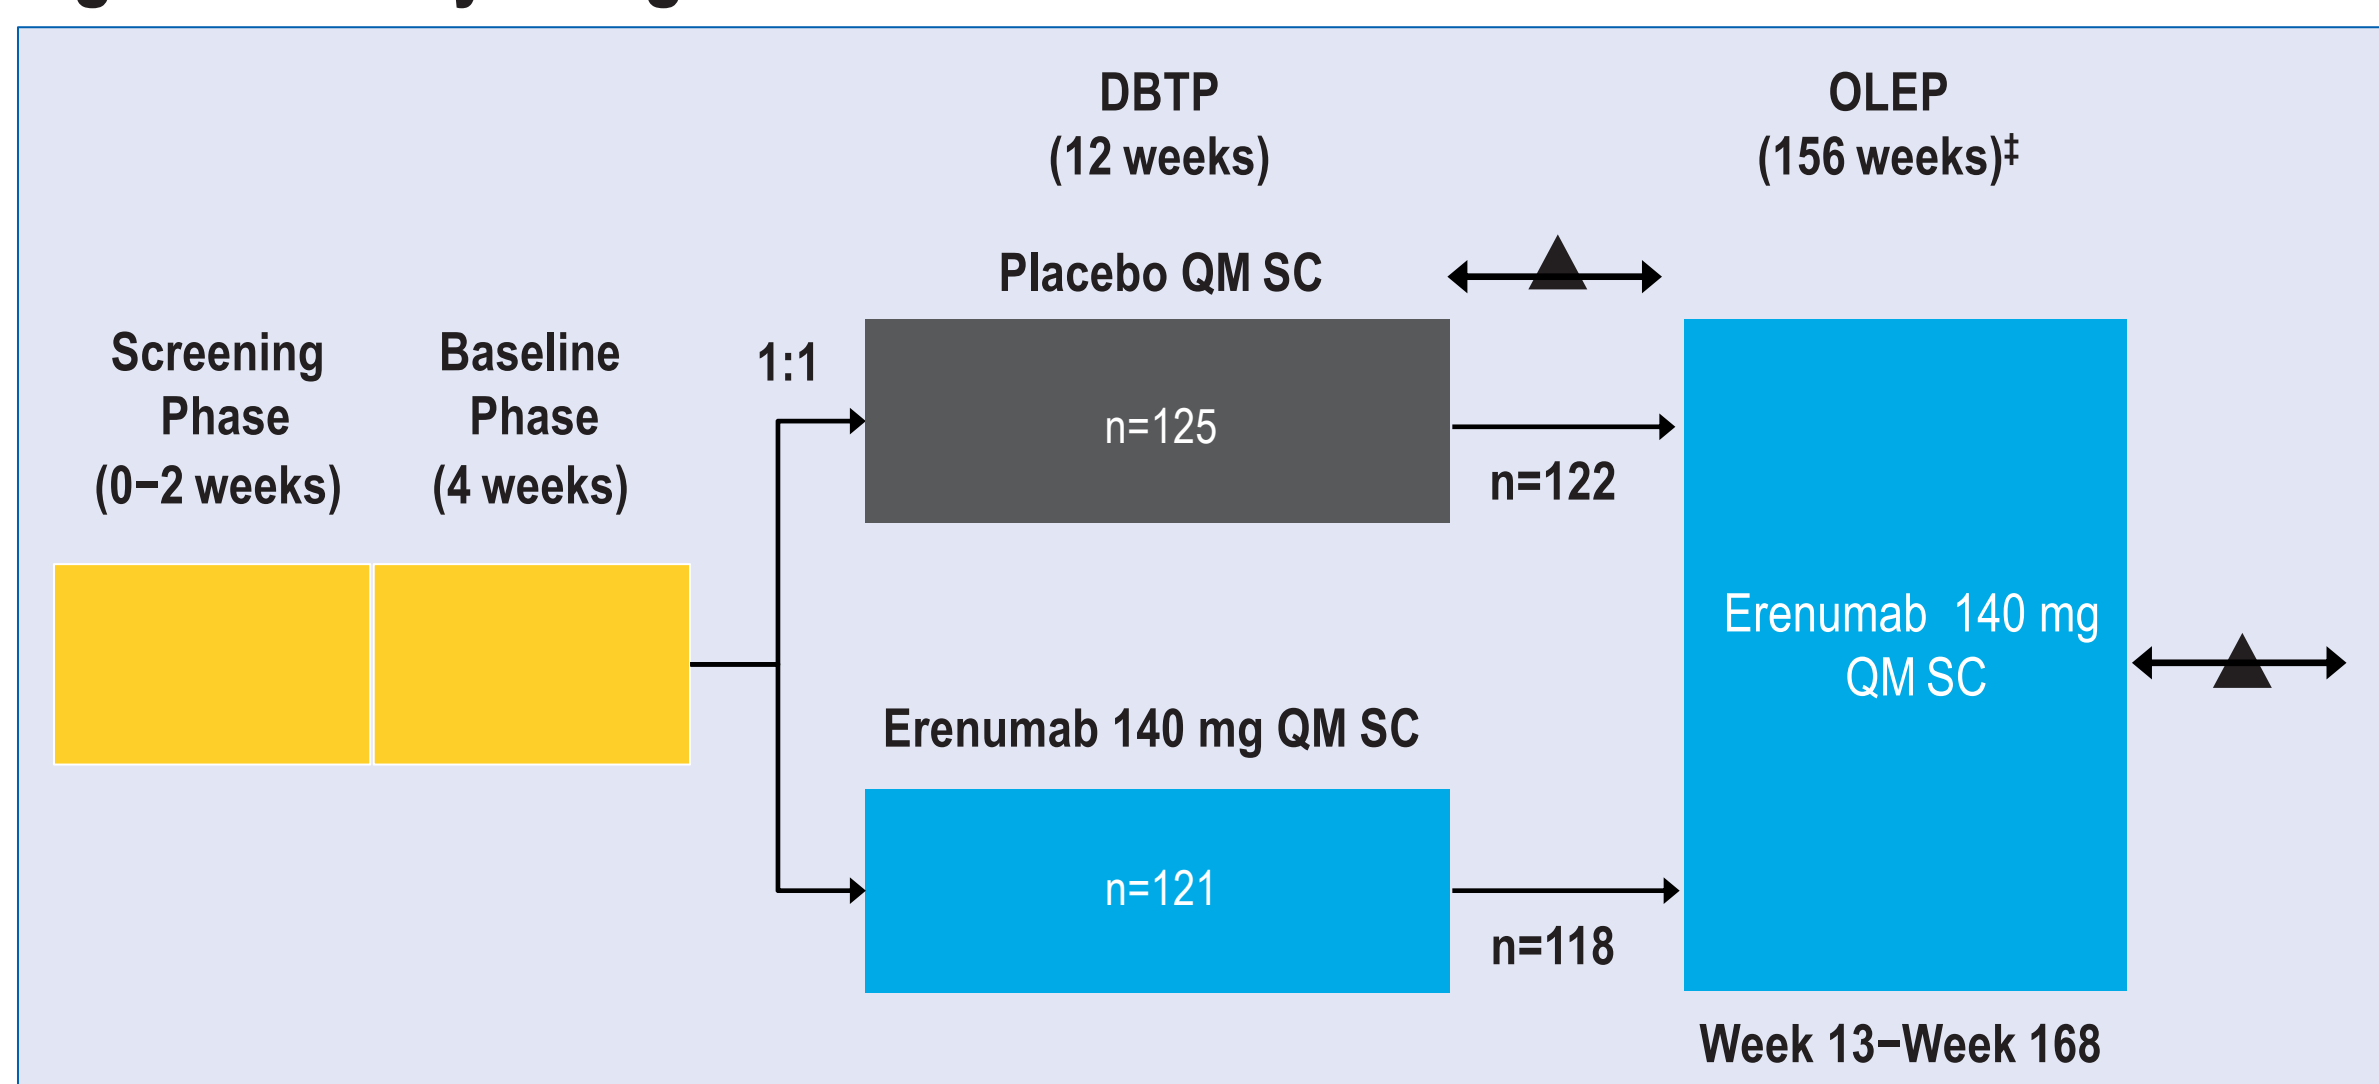 DBTP
(12 weeks)
OLEP
(156 weeks)‡
Placebo QM SC
Screening
Phase
(0–2 weeks)
Baseline
Phase
(4 weeks)
1:1
n=125
n=122
Erenumab 140 mg
QM SC
Erenumab 140 mg QM SC
n=121
n=118
Week 13–Week 168